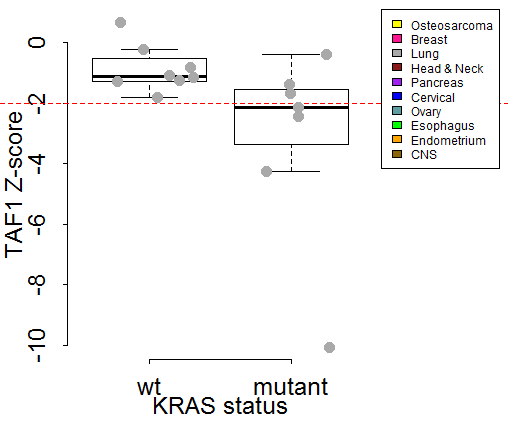 TAF1 Z-score
0
-2
-4
-6
-8
-10
wt
mutant
KRAS status
Osteosarcoma
Breast
Lung
Head & Neck
Pancreas
Cervical
Ovary
Esophagus
Endometrium
CNS